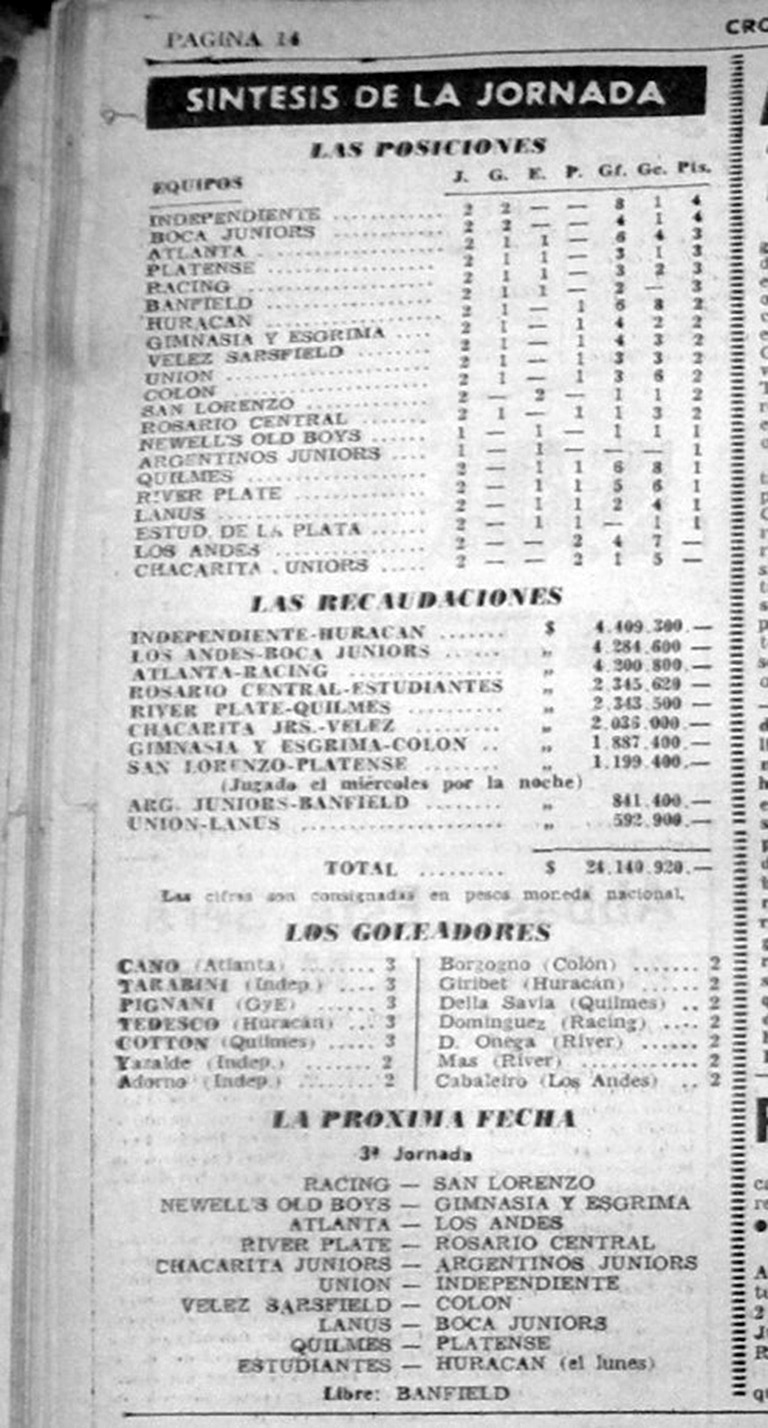 PAGINA 14
CRO
SINTESIS DE LA JORNADA
LAS POSICIONES
EQUIPOS J. G. E. P. Gf. Gc. Pts.
INDEPENDIENTE .............. 2 2 — — 8 1 4
BOCA JUNIORS .............. 2 2 — — 4 1 4
ATLANTA .............. 2 1 1 — 6 4 3
PLATENSE .............. 2 1 1 — 3 1 3
RACING .............. 2 1 1 — 3 2 3
BANFIELD .............. 2 1 1 — 2 — 3
HURACAN .............. 2 1 — 1 6 8 2
GIMNASIA Y ESGRIMA .... 2 1 — 1 4 2 2
VELEZ SARSFIELD ........ 2 1 — 1 4 3 2
UNION .............. 2 1 — 1 3 3 2
COLON .............. 2 1 — 1 3 6 2
SAN LORENZO .............. 2 — 2 — 1 1 2
ROSARIO CENTRAL ....... 2 1 — 1 1 3 2
NEWELL'S OLD BOYS ...... 1 — 1 — 1 1 1
ARGENTINOS JUNIORS .... 1 — 1 — — — 1
QUILMES .............. 2 — 1 1 6 8 1
RIVER PLATE .............. 2 — 1 1 5 6 1
LANUS .............. 2 — 1 1 2 4 1
ESTUD. DE LA PLATA ...... 2 — 1 1 — 1 1
LOS ANDES .............. 2 — — 2 4 7 —
CHACARITA .UNIORS ..... 2 — — 2 1 5 —
LAS RECAUDACIONES
INDEPENDIENTE-HURACAN ....... $ 4.409.300.—
LOS ANDES-BOCA JUNIORS ...... „ 4.284.600.—
ATLANTA-RACING .............. „ 4.200.800.—
ROSARIO CENTRAL-ESTUDIANTES „ 2.345.620.—
RIVER PLATE-QUILMES .......... „ 2.343.500.—
CHACARITA JRS.-VELEZ ......... „ 2.036.000.—
GIMNASIA Y ESGRIMA-COLON .. „ 1.887.400.—
SAN LORENZO-PLATENSE ........ „ 1.199.400.—
(Jugado el miércoles por la noche)
ARG. JUNIORS-BANFIELD ........ „ 841.400.—
UNION-LANUS .................... „ 592.900.—
TOTAL ......... $ 24.140.920.—
Las cifras son consignadas en pesos moneda nacional.
LOS GOLEADORES
CANO (Atlanta) ........ 3
TARABINI (Indep.) .... 3
PIGNANI (GyE) ...... 3
TEDESCO (Huracán) ... 3
COTTON (Quilmes) .... 3
Yazalde (Indep.) ....... 2
Adorno (Indep.) ........ 2
Borgogno (Colón) ....... 2
Giribet (Huracán) ...... 2
Della Savia (Quilmes) .. 2
Domínguez (Racing) .... 2
D. Onega (River) ...... 2
Mas (River) ............ 2
Cabaleiro (Los Andes) .. 2
LA PROXIMA FECHA
3ª Jornada
RACING — SAN LORENZO
NEWELL'S OLD BOYS — GIMNASIA Y ESGRIMA
ATLANTA — LOS ANDES
RIVER PLATE — ROSARIO CENTRAL
CHACARITA JUNIORS — ARGENTINOS JUNIORS
UNION — INDEPENDIENTE
VELEZ SARSFIELD — COLON
LANUS — BOCA JUNIORS
QUILMES — PLATENSE
ESTUDIANTES — HURACAN (el lunes)
Libre: BANFIELD